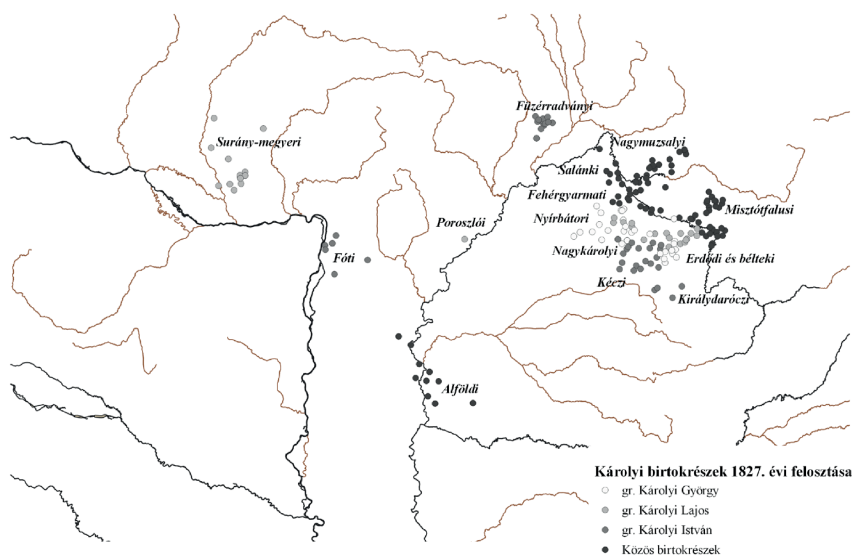 Füzérradványi
Surány-megyeri
Nagymuzsalyi
Salánki
Fehérgyarmati
Misztótfalusi
Nyírbátori
Poroszlói
Nagykárolyi
Fóti
Erdődi és bélteki
Kéczi
Királydaróczi
Alföldi
Károlyi birtokrészek 1827. évi felosztása
gr. Károlyi György
gr. Károlyi Lajos
gr. Károlyi István
Közös birtokrészek